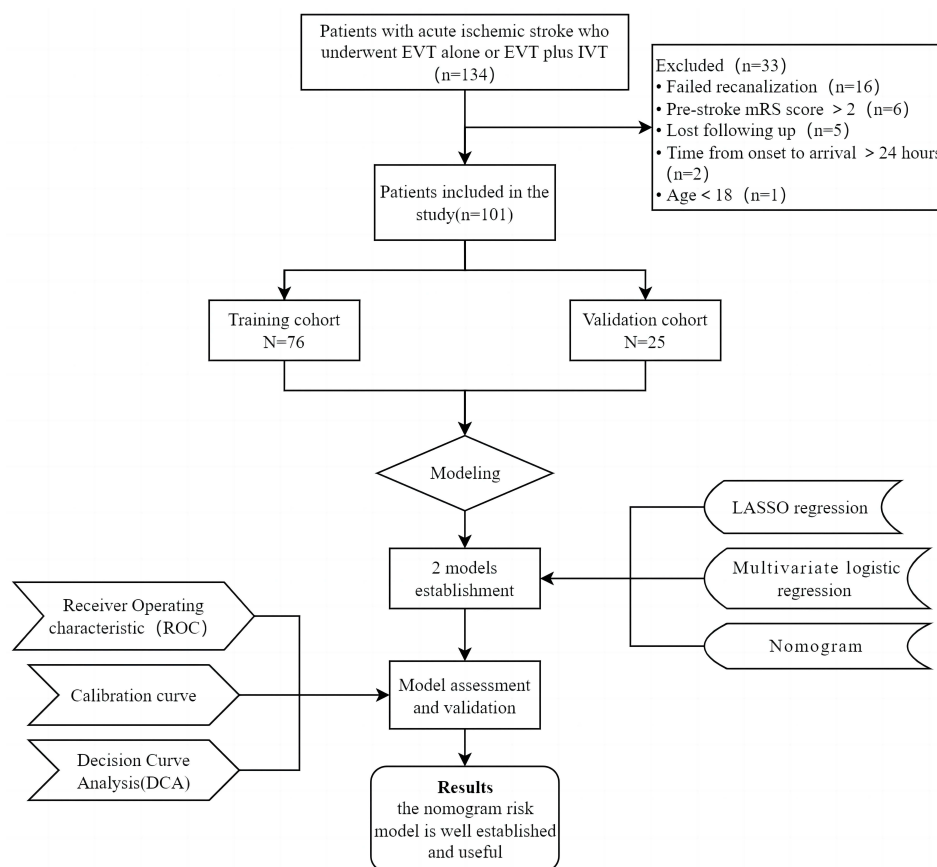 Patients with acute ischemic stroke who
underwent EVT alone or EVT plus IVT
(n=134)
Excluded (n=33)
• Failed recanalization (n=16)
• Pre-stroke mRS score > 2 (n=6)
• Lost following up (n=5)
• Time from onset to arrival > 24 hours
(n=2)
• Age < 18 (n=1)
Patients included in the
study(n=101)
Training cohort
N=76
Validation cohort
N=25
Modeling
LASSO regression
2 models
establishment
Multivariate logistic
regression
Nomogram
Receiver Operating
characteristic (ROC)
Calibration curve
Decision Curve
Analysis(DCA)
Model assessment
and validation
Results
the nomogram risk
model is well established
and useful